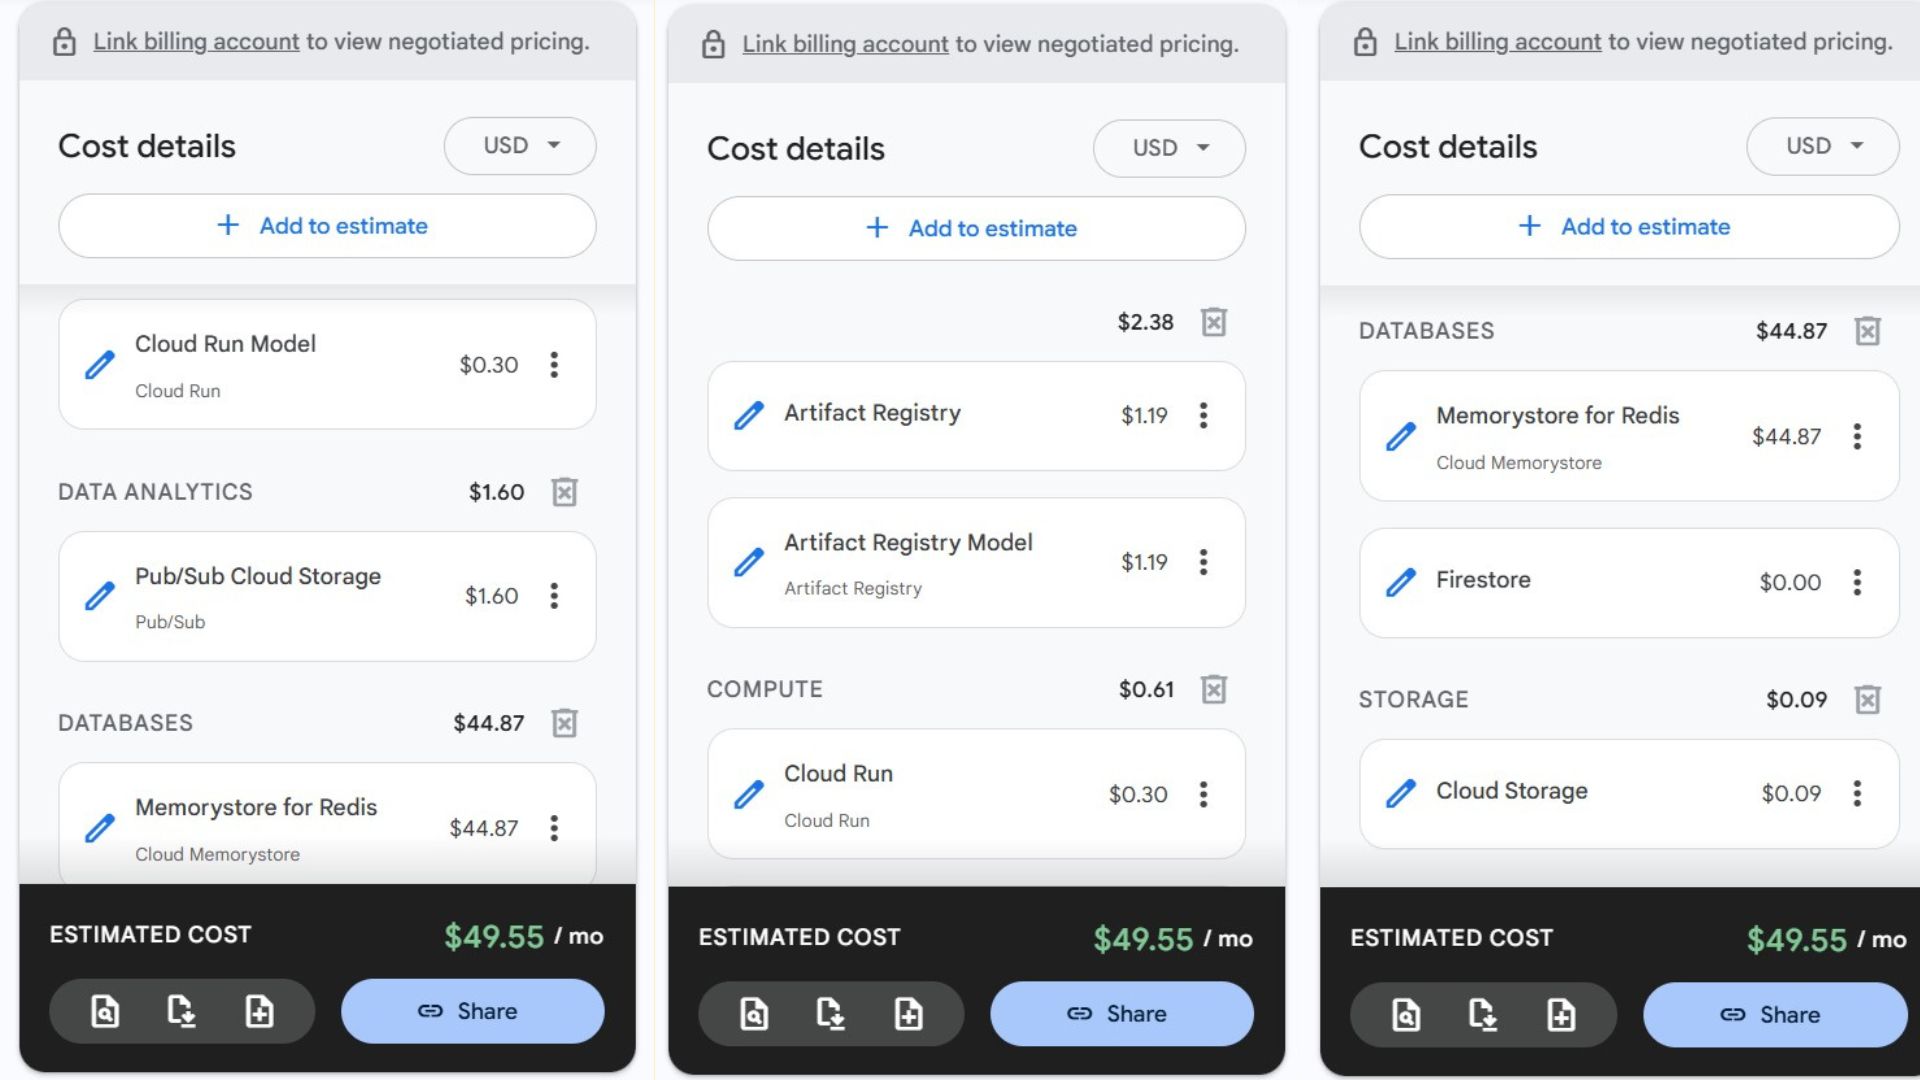 Link billing account to view negotiated pricing.
Cost details
USD
+ Add to estimate
Cloud Run Model
$0.30
Cloud Run
DATA ANALYTICS
$1.60
Pub/Sub Cloud Storage
$1.60
Pub/Sub
DATABASES
$44.87
Memorystore for Redis
$44.87
Cloud Memorystore
ESTIMATED COST
$49.55 / mo
Share
Link billing account to view negotiated pricing.
Cost details
USD
+ Add to estimate
$2.38
Artifact Registry
$1.19
Artifact Registry Model
$1.19
Artifact Registry
COMPUTE
$0.61
Cloud Run
$0.30
Cloud Run
ESTIMATED COST
$49.55 / mo
Share
Link billing account to view negotiated pricing.
Cost details
USD
+ Add to estimate
DATABASES
$44.87
Memorystore for Redis
$44.87
Cloud Memorystore
Firestore
$0.00
STORAGE
$0.09
Cloud Storage
$0.09
ESTIMATED COST
$49.55 / mo
Share